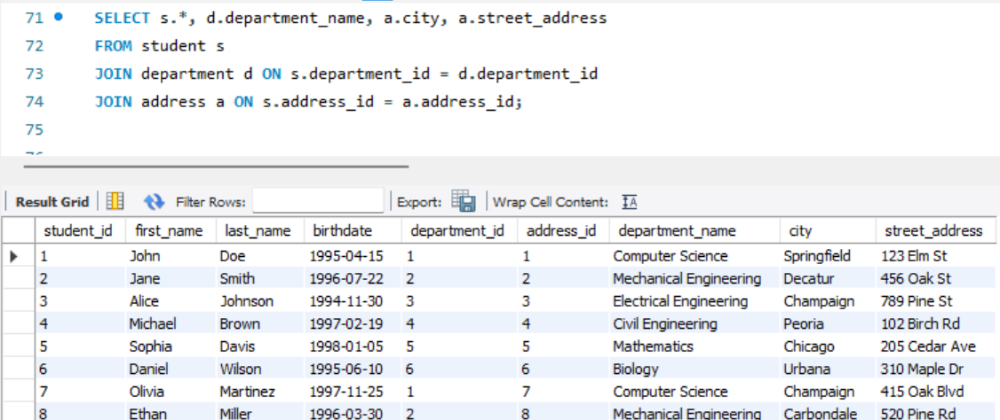 71 SELECT s.*, d.department_name, a.city, a.street_address
72 FROM student s
73 JOIN department d ON s.department_id = d.department_id
74 JOIN address a ON s.address_id = a.address_id;
75
Result Grid Filter Rows: Export: Wrap Cell Content: IA
student_id first_name last_name birthdate department_id address_id department_name city street_address
1 John Doe 1995-04-15 1 1 Computer Science Springfield 123 Elm St
2 Jane Smith 1996-07-22 2 2 Mechanical Engineering Decatur 456 Oak St
3 Alice Johnson 1994-11-30 3 3 Electrical Engineering Champaign 789 Pine St
4 Michael Brown 1997-02-19 4 4 Civil Engineering Peoria 102 Birch Rd
5 Sophia Davis 1998-01-05 5 5 Mathematics Chicago 205 Cedar Ave
6 Daniel Wilson 1995-06-10 6 6 Biology Urbana 310 Maple Dr
7 Olivia Martinez 1997-11-25 1 7 Computer Science Champaign 415 Oak Blvd
8 Ethan Miller 1996-03-30 2 8 Mechanical Engineering Carbondale 520 Pine Rd